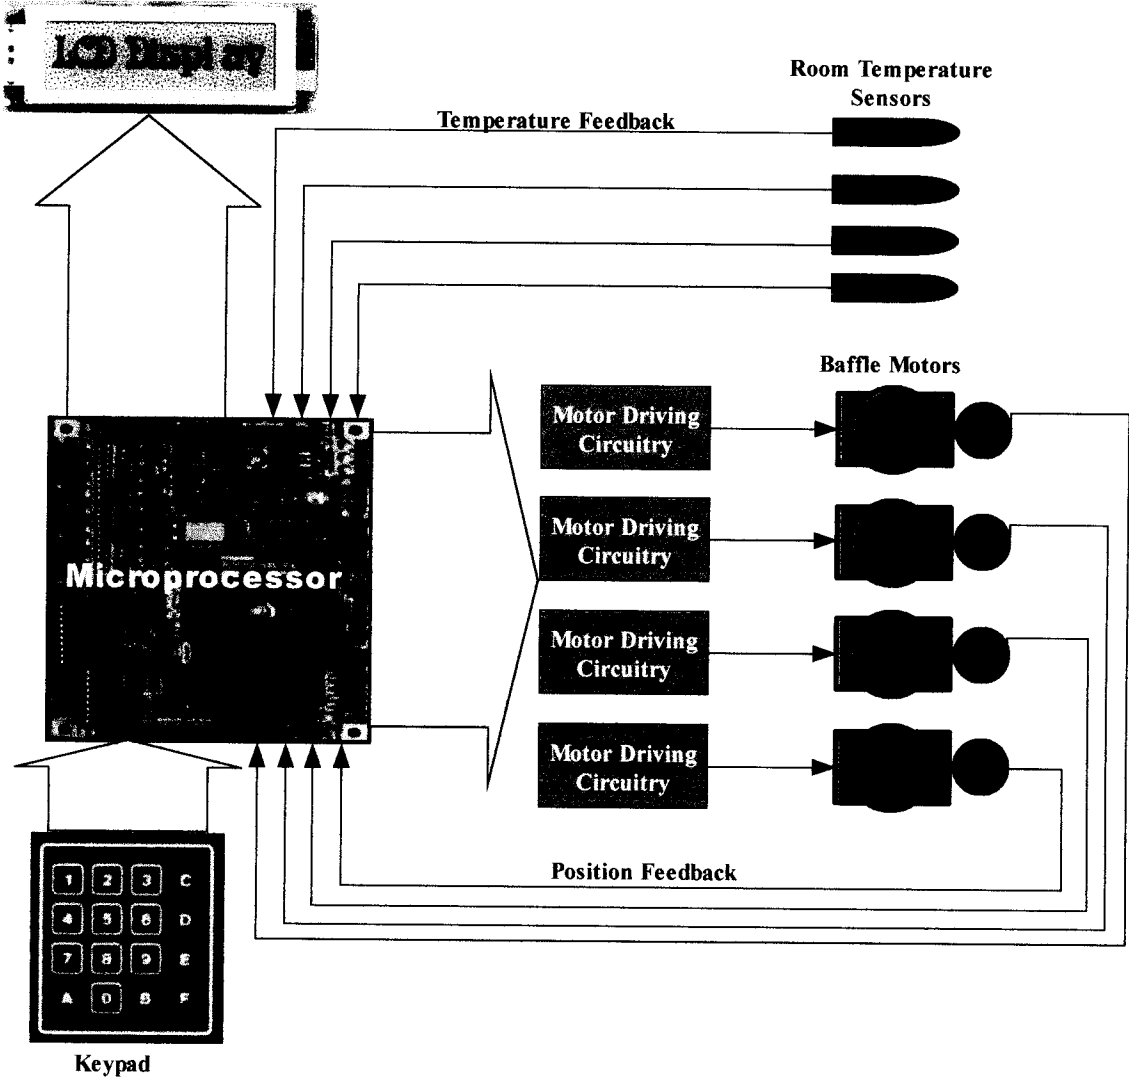 LCD Display
Room Temperature
Sensors
Temperature Feedback
Baffle Motors
Motor Driving
Circuitry
Motor Driving
Circuitry
Microprocessor
Motor Driving
Circuitry
Motor Driving
Circuitry
Position Feedback
1 2 3 C
4 5 6 D
7 8 9 E
A 0 B F
Keypad